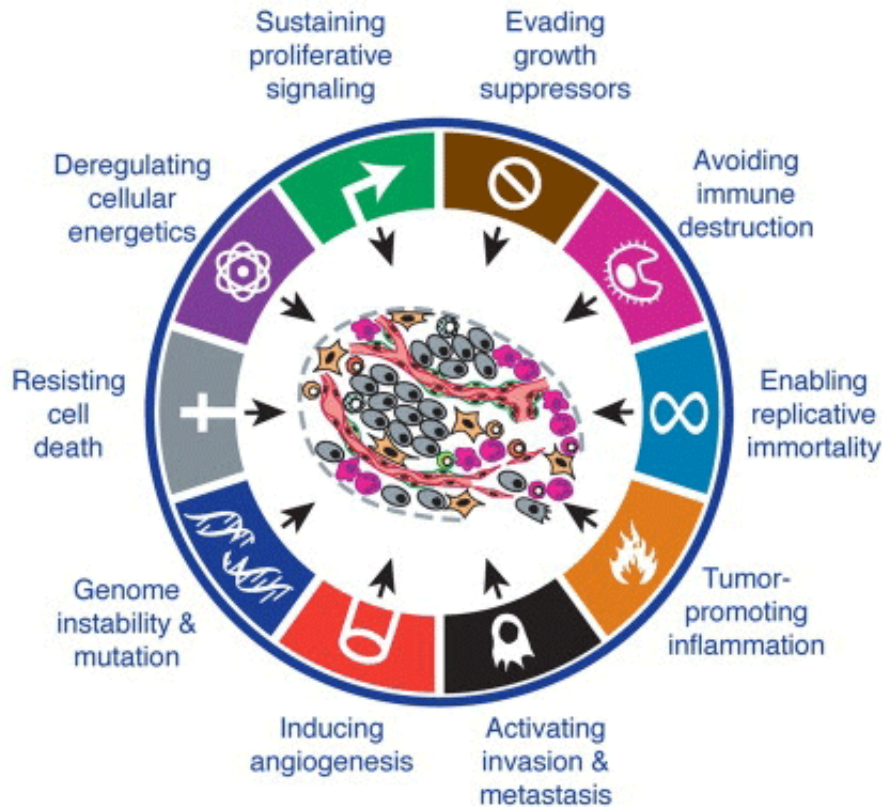 Sustaining
proliferative
signaling
Evading
growth
suppressors
Avoiding
immune
destruction
Enabling
replicative
immortality
Tumor-
promoting
inflammation
Activating
invasion &
metastasis
Inducing
angiogenesis
Genome
instability &
mutation
Resisting
cell
death
Deregulating
cellular
energetics